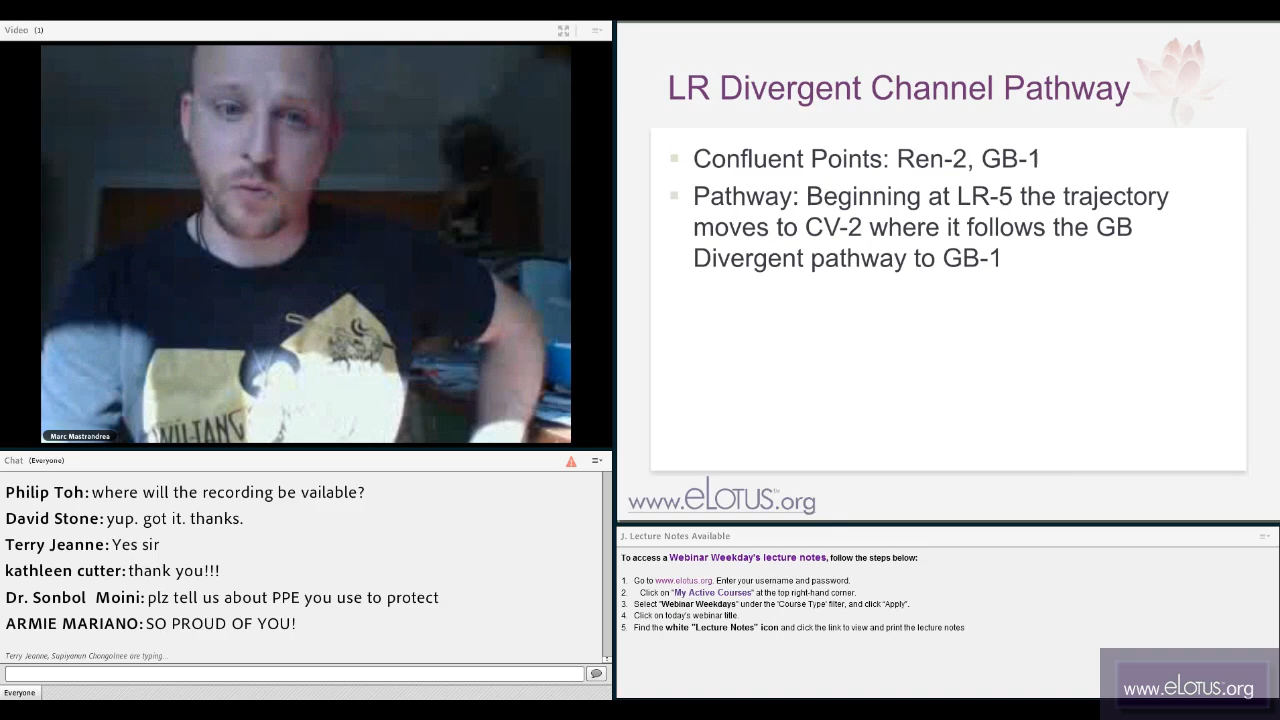 Video (1)
Marc Mastrandrea
Chat (Everyone)
Philip Toh: where will the recording be vailable?
David Stone: yup. got it. thanks.
Terry Jeanne: Yes sir
kathleen cutter: thank you!!!
Dr. Sonbol Moini: plz tell us about PPE you use to protect
ARMIE MARIANO: SO PROUD OF YOU!
Terry Jeanne, Supiyanun Changolnee are typing...
Everyone
LR Divergent Channel Pathway
Confluent Points: Ren-2, GB-1
Pathway: Beginning at LR-5 the trajectory
moves to CV-2 where it follows the GB
Divergent pathway to GB-1
www.eLOTUS.org
J. Lecture Notes Available
To access a Webinar Weekday's lecture notes, follow the steps below:
1. Go to www.elotus.org. Enter your username and password.
2. Click on "My Active Courses" at the top right-hand corner.
3. Select "Webinar Weekdays" under the 'Course Type' filter, and click "Apply".
4. Click on today's webinar title.
5. Find the white "Lecture Notes" icon and click the link to view and print the lecture notes
www.eLOTUS.org